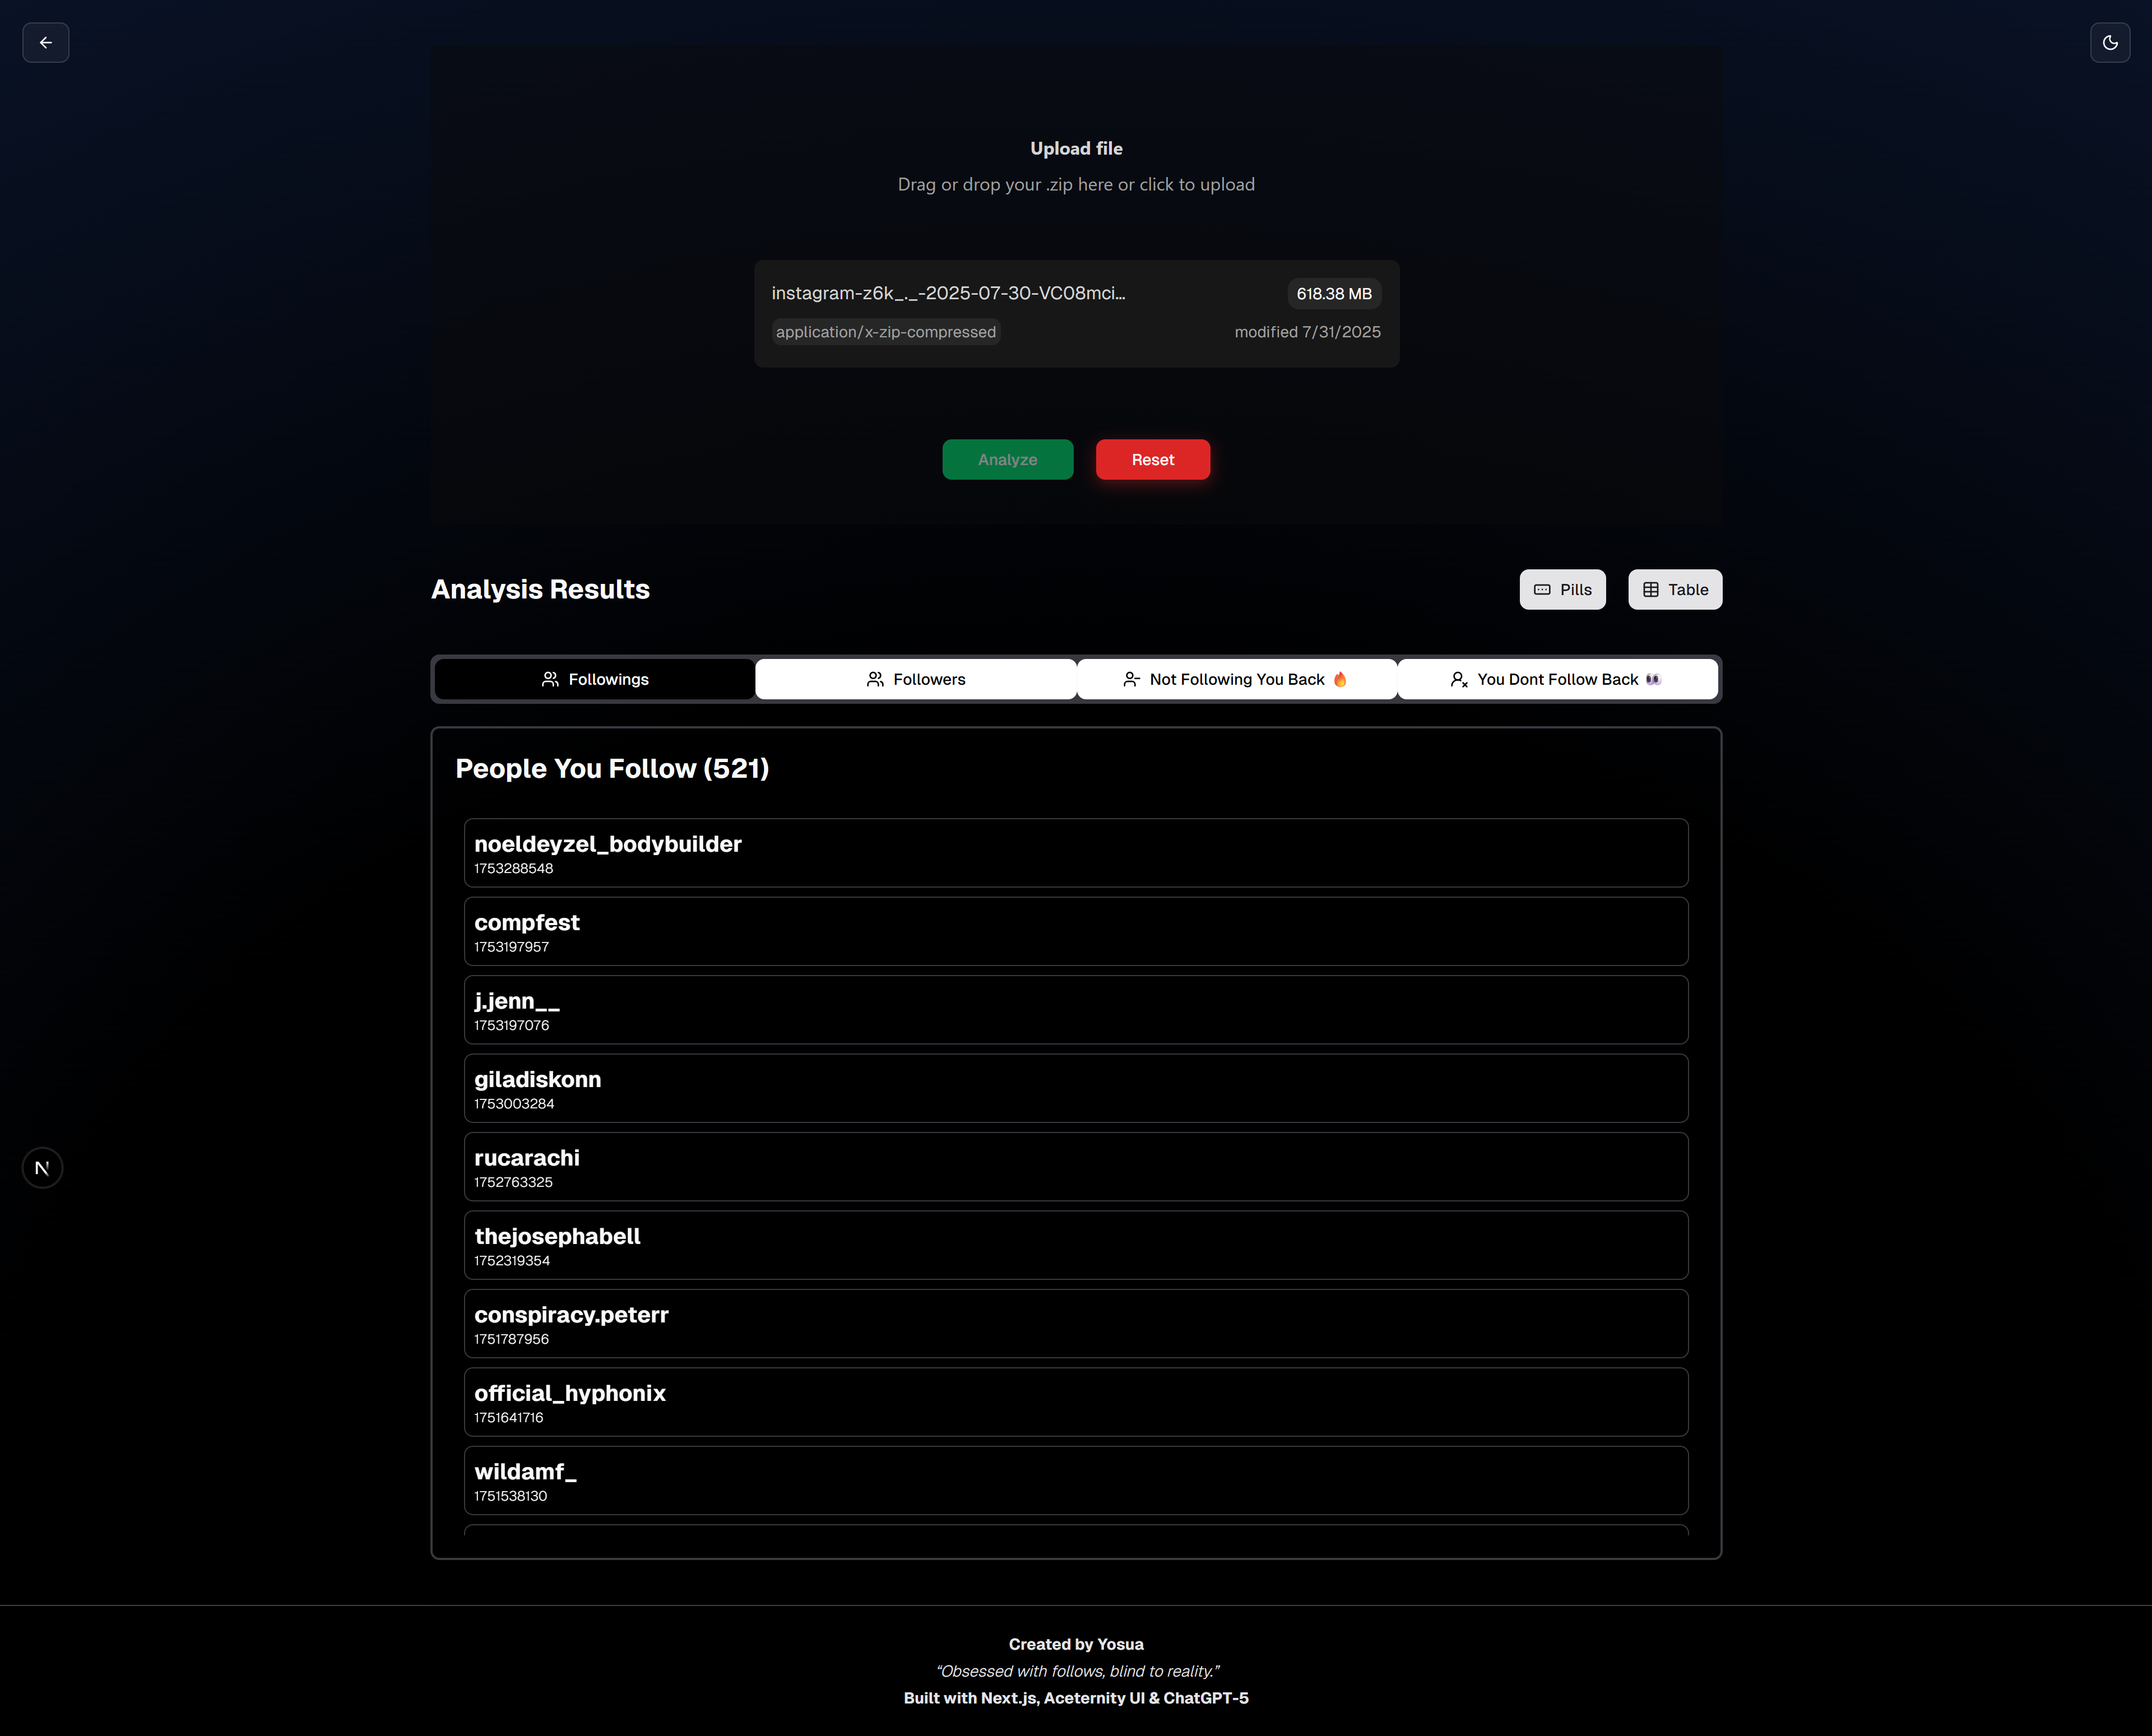 Upload file
Drag or drop your .zip here or click to upload
instagram-z6k_._-2025-07-30-VC08mci... 618.38 MB
application/x-zip-compressed modified 7/31/2025
Analyze Reset
Analysis Results Pills Table
Followings Followers Not Following You Back 🔥 You Dont Follow Back 👀
People You Follow (521)
noeldeyzel_bodybuilder
1753288548
compfest
1753197957
j.jenn__
1753197076
giladiskonn
1753003284
rucarachi
1752763325
thejosephabell
1752319354
conspiracy.peterr
1751787956
official_hyphonix
1751641716
wildamf_
1751538130
N
Created by Yosua
“Obsessed with follows, blind to reality.”
Built with Next.js, Aceternity UI & ChatGPT-5